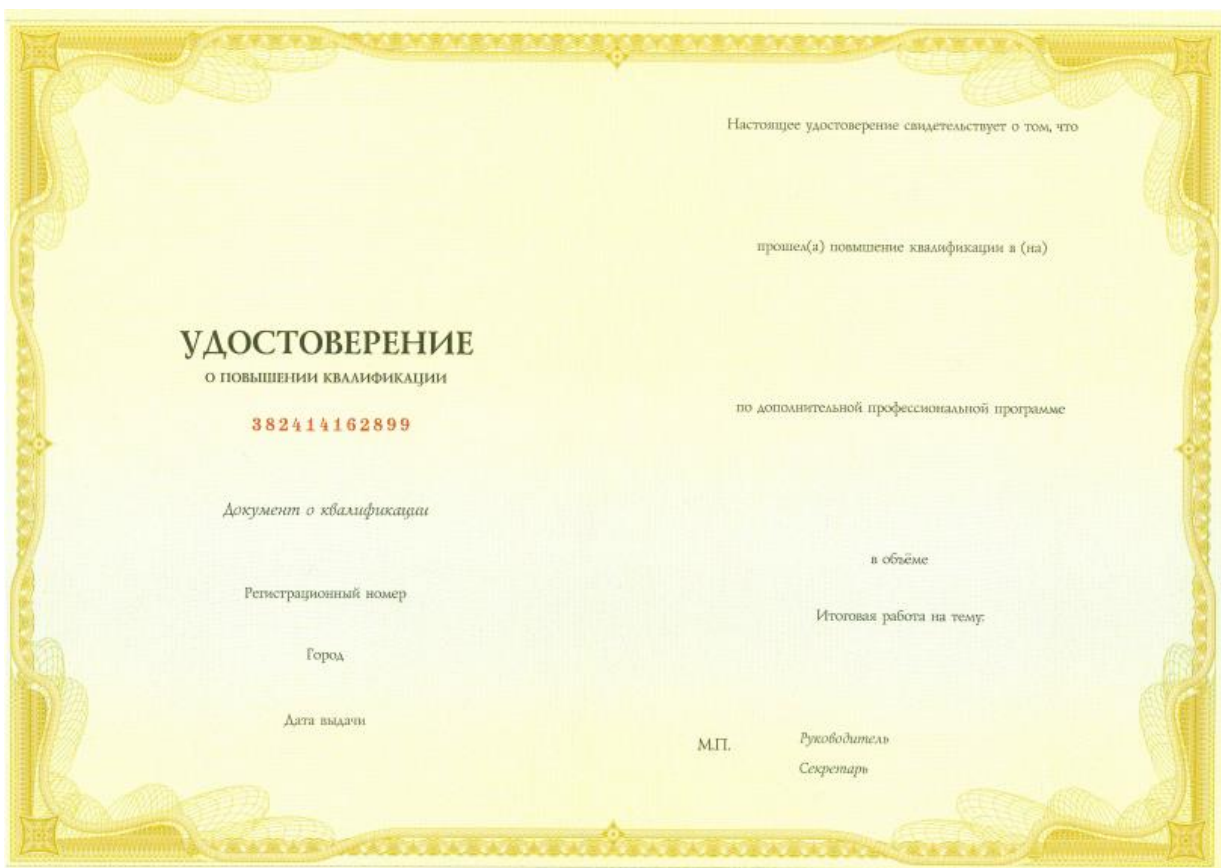 УДОСТОВЕРЕНИЕ
О ПОВЫШЕНИИ КВАЛИФИКАЦИИ
382414162899
Документ о квалификации
Регистрационный номер
Город
Дата выдачи
Настоящее удостоверение свидетельствует о том, что
прошел(а) повышение квалификации в (на)
по дополнительной профессиональной программе
в объёме
Итоговая работа на тему:
М.П.
Руководитель
Секретарь